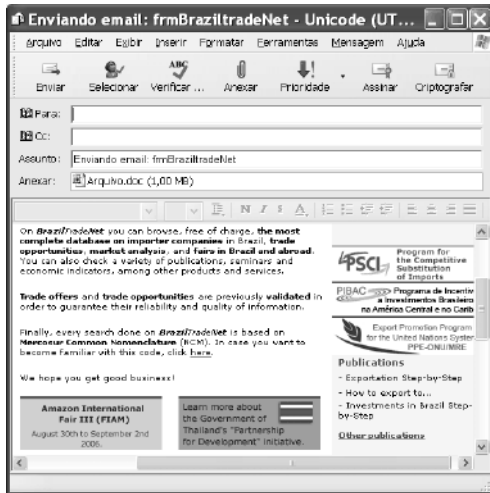 Enviando email: frmBraziltradeNet - Unicode (UT...
Arquivo Editar Exibir Inserir Formatar Ferramentas Mensagem Ajuda
Enviar Selecionar Verificar ... Anexar Prioridade Assinar Criptografar
Para:
Cc:
Assunto: Enviando email: frmBraziltradeNet
Anexar: Arquivo.doc (1,00 MB)
N I S A
On BrazilTradeNet you can browse, free of charge, the most
complete database on importer companies in Brazil, trade
opportunities, market analysis, and fairs in Brazil and abroad.
You can also check a variety of publications, seminars and
economic indicators, among other products and services.
Trade offers and trade opportunities are previously validated in
order to guarantee their reliability and quality of information.
Finally, every search done on BrazilTradeNet is based on
Mercosur Common Nomenclature (NCM). In case you want to
become familiar with this code, click here.
We hope you get good business!
Amazon International
Fair III (FIAM)
August 30th to September 2nd
2006.
Learn more about
the Government of
Thailand's "Partnership
for Development" initiative.
PSCI
Program for
the Competitive
Substitution
of Imports
PIBAC Programa de Incentiv
a Investimentos Brasileiro
na América Central e no Carib
Export Promotion Program
for the United Nations System
PPE-ONU/MRE
Publications
- Exportation Step-by-Step
- How to export...
- Investments in Brazil Step-
by-Step
Other publications